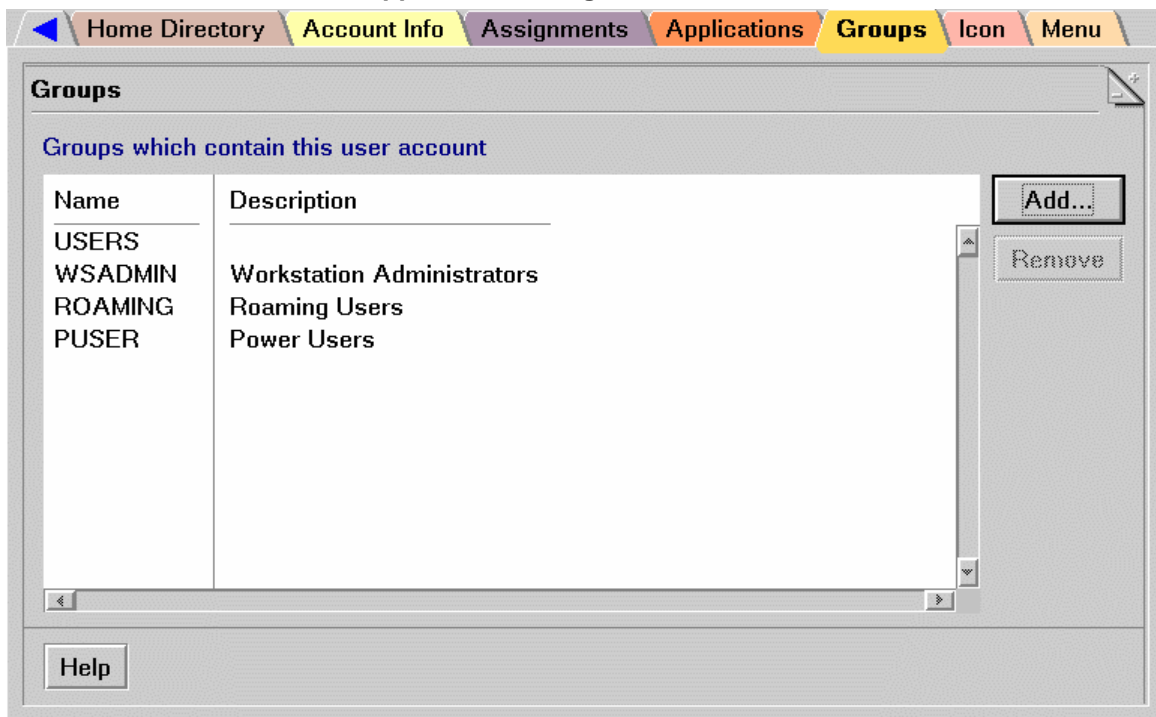 Home Directory Account Info Assignments Applications Groups Icon Menu
Groups
Groups which contain this user account
Name Description
Add...
USERS
Remove
WSADMIN Workstation Administrators
ROAMING Roaming Users
PUSER Power Users
Help